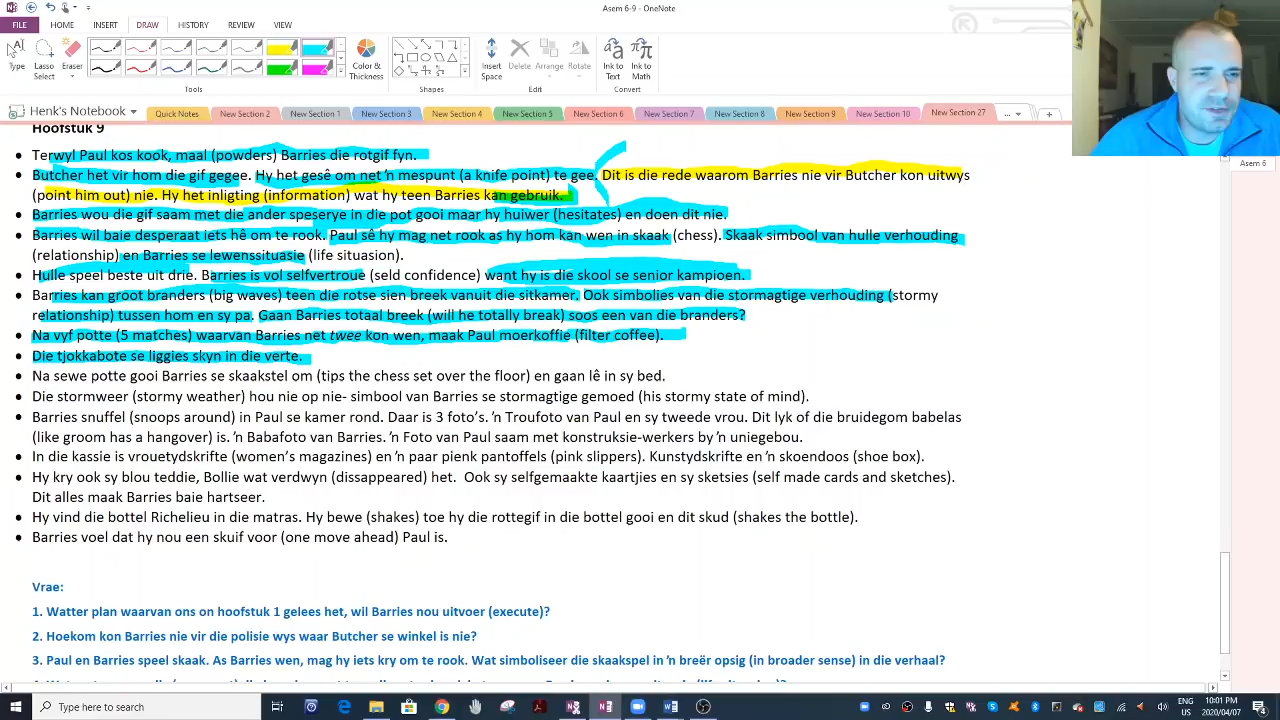 Asem 6-9 - OneNote
FILE HOME INSERT DRAW HISTORY REVIEW VIEW
Type Lasso Select Eraser Color & Thickness Insert Space Delete Arrange Rotate Ink to Text Ink to Math
Tools Shapes Edit Convert
Henk's Notebook Quick Notes New Section 2 New Section 1 New Section 3 New Section 4 New Section 5 New Section 6 New Section 7 New Section 8 New Section 9 New Section 10 New Section 27 ...
Asem 6
Hoofstuk 9
Terwyl Paul kos kook, maal (powders) Barries die rotgif fyn.
Butcher het vir hom die gif gegee. Hy het gesê om net 'n mespunt (a knife point) te gee. Dit is die rede waarom Barries nie vir Butcher kon uitwys
(point him out) nie. Hy het inligting (information) wat hy teen Barries kan gebruik.
Barries wou die gif saam met die ander speserye in die pot gooi maar hy huiwer (hesitates) en doen dit nie.
Barries wil baie desperaat iets hê om te rook. Paul sê hy mag net rook as hy hom kan wen in skaak (chess). Skaak simbool van hulle verhouding
(relationship) en Barries se lewenssituasie (life situasion).
Hulle speel beste uit drie. Barries is vol selfvertroue (seld confidence) want hy is die skool se senior kampioen.
Barries kan groot branders (big waves) teen die rotse sien breek vanuit die sitkamer. Ook simbolies van die stormagtige verhouding (stormy
relationship) tussen hom en sy pa. Gaan Barries totaal breek (will he totally break) soos een van die branders?
Na vyf potte (5 matches) waarvan Barries net twee kon wen, maak Paul moerkoffie (filter coffee).
Die tjokkabote se liggies skyn in die verte.
Na sewe potte gooi Barries se skaakstel om (tips the chess set over the floor) en gaan lê in sy bed.
Die stormweer (stormy weather) hou nie op nie- simbool van Barries se stormagtige gemoed (his stormy state of mind).
Barries snuffel (snoops around) in Paul se kamer rond. Daar is 3 foto's. 'n Troufoto van Paul en sy tweede vrou. Dit lyk of die bruidegom babelas
(like groom has a hangover) is. 'n Babafoto van Barries. 'n Foto van Paul saam met konstruksie-werkers by 'n uniegebou.
In die kassie is vrouetydskrifte (women's magazines) en 'n paar pienk pantoffels (pink slippers). Kunstydskrifte en 'n skoendoos (shoe box).
Hy kry ook sy blou teddie, Bollie wat verdwyn (dissappeared) het. Ook sy selfgemaakte kaartjies en sy sketsies (self made cards and sketches).
Dit alles maak Barries baie hartseer.
Hy vind die bottel Richelieu in die matras. Hy bewe (shakes) toe hy die rottegif in die bottel gooi en dit skud (shakes the bottle).
Barries voel dat hy nou een skuif voor (one move ahead) Paul is.
Vrae:
1. Watter plan waarvan ons on hoofstuk 1 gelees het, wil Barries nou uitvoer (execute)?
2. Hoekom kon Barries nie vir die polisie wys waar Butcher se winkel is nie?
3. Paul en Barries speel skaak. As Barries wen, mag hy iets kry om te rook. Wat simboliseer die skaakspel in 'n breër opsig (in broader sense) in die verhaal?
Type here to search
10:01 PM
US
2020/04/07